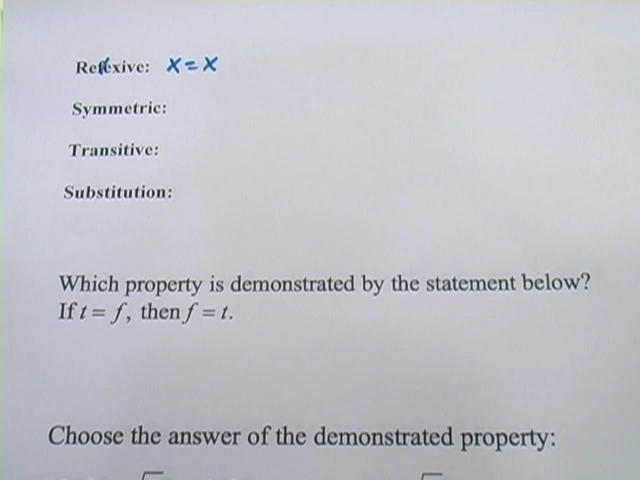 Reflexive: x=x
Symmetric:
Transitive:
Substitution:
Which property is demonstrated by the statement below?
If t = f, then f = t.
Choose the answer of the demonstrated property: